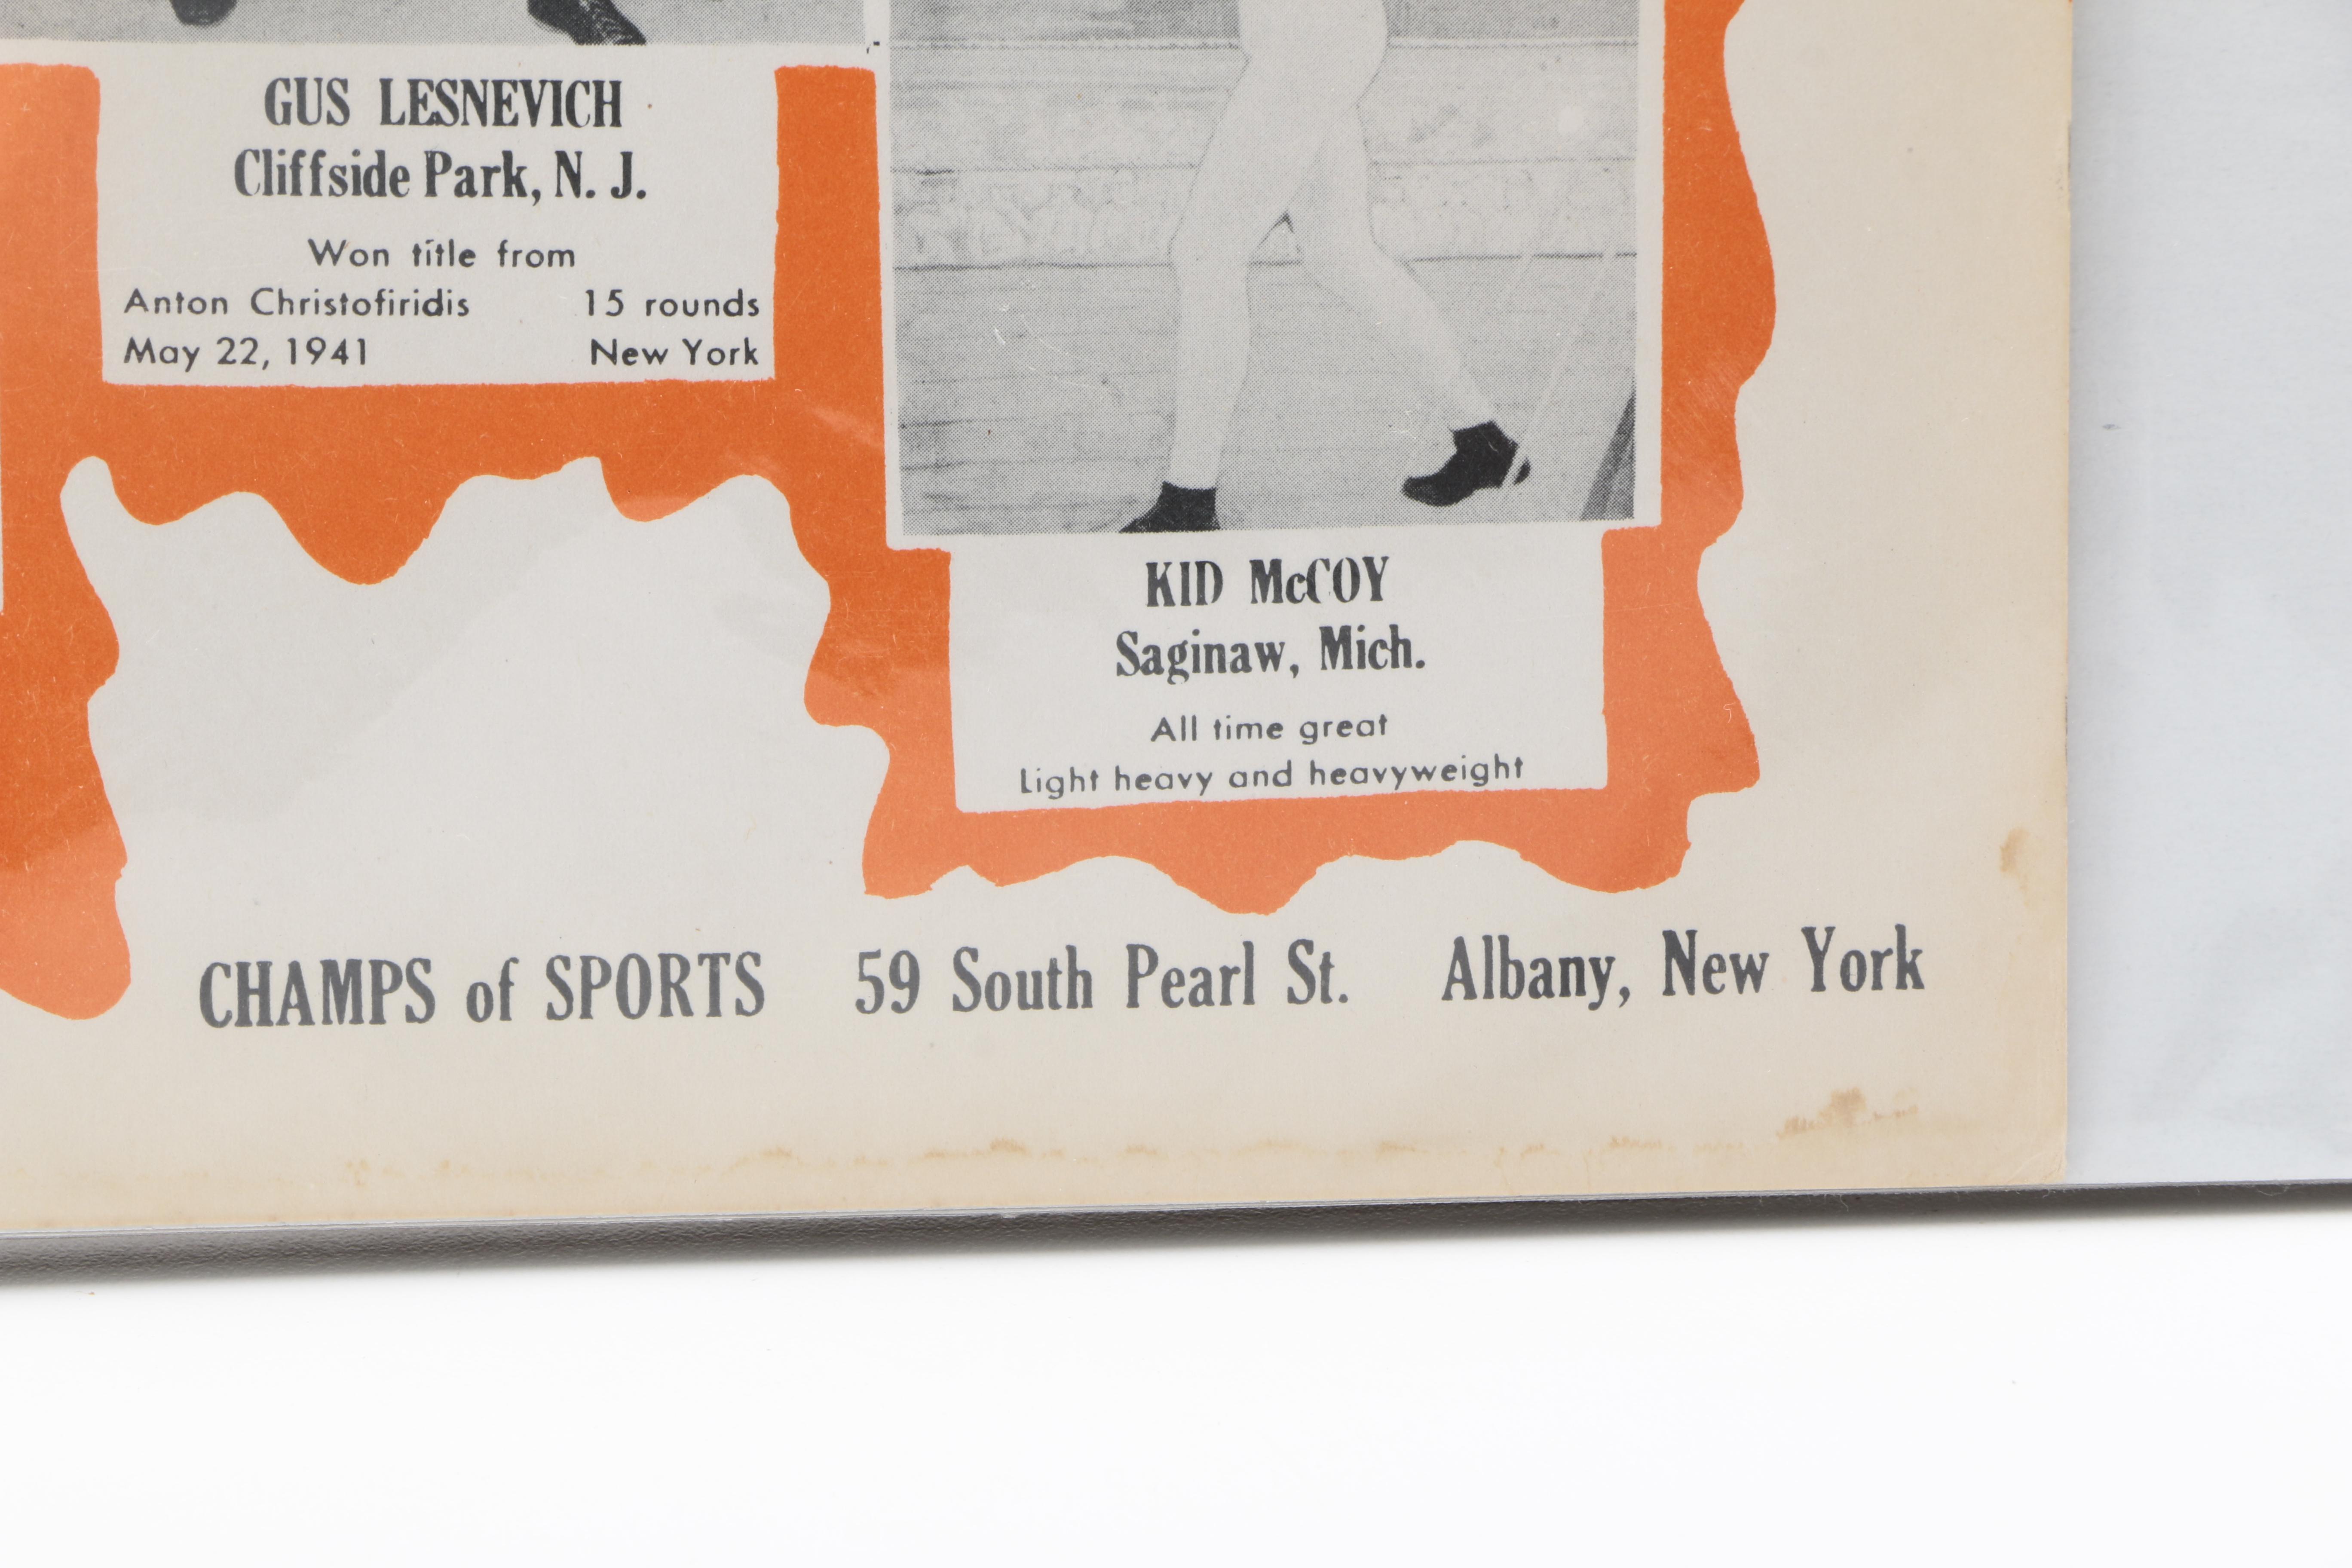 GUS LESNEVICH
Cliffside Park, N. J.
Won title from
Anton Christofiridis 15 rounds
May 22, 1941 New York
KID McCOY
Saginaw, Mich.
All time great
Light heavy and heavyweight
CHAMPS of SPORTS 59 South Pearl St. Albany, New York